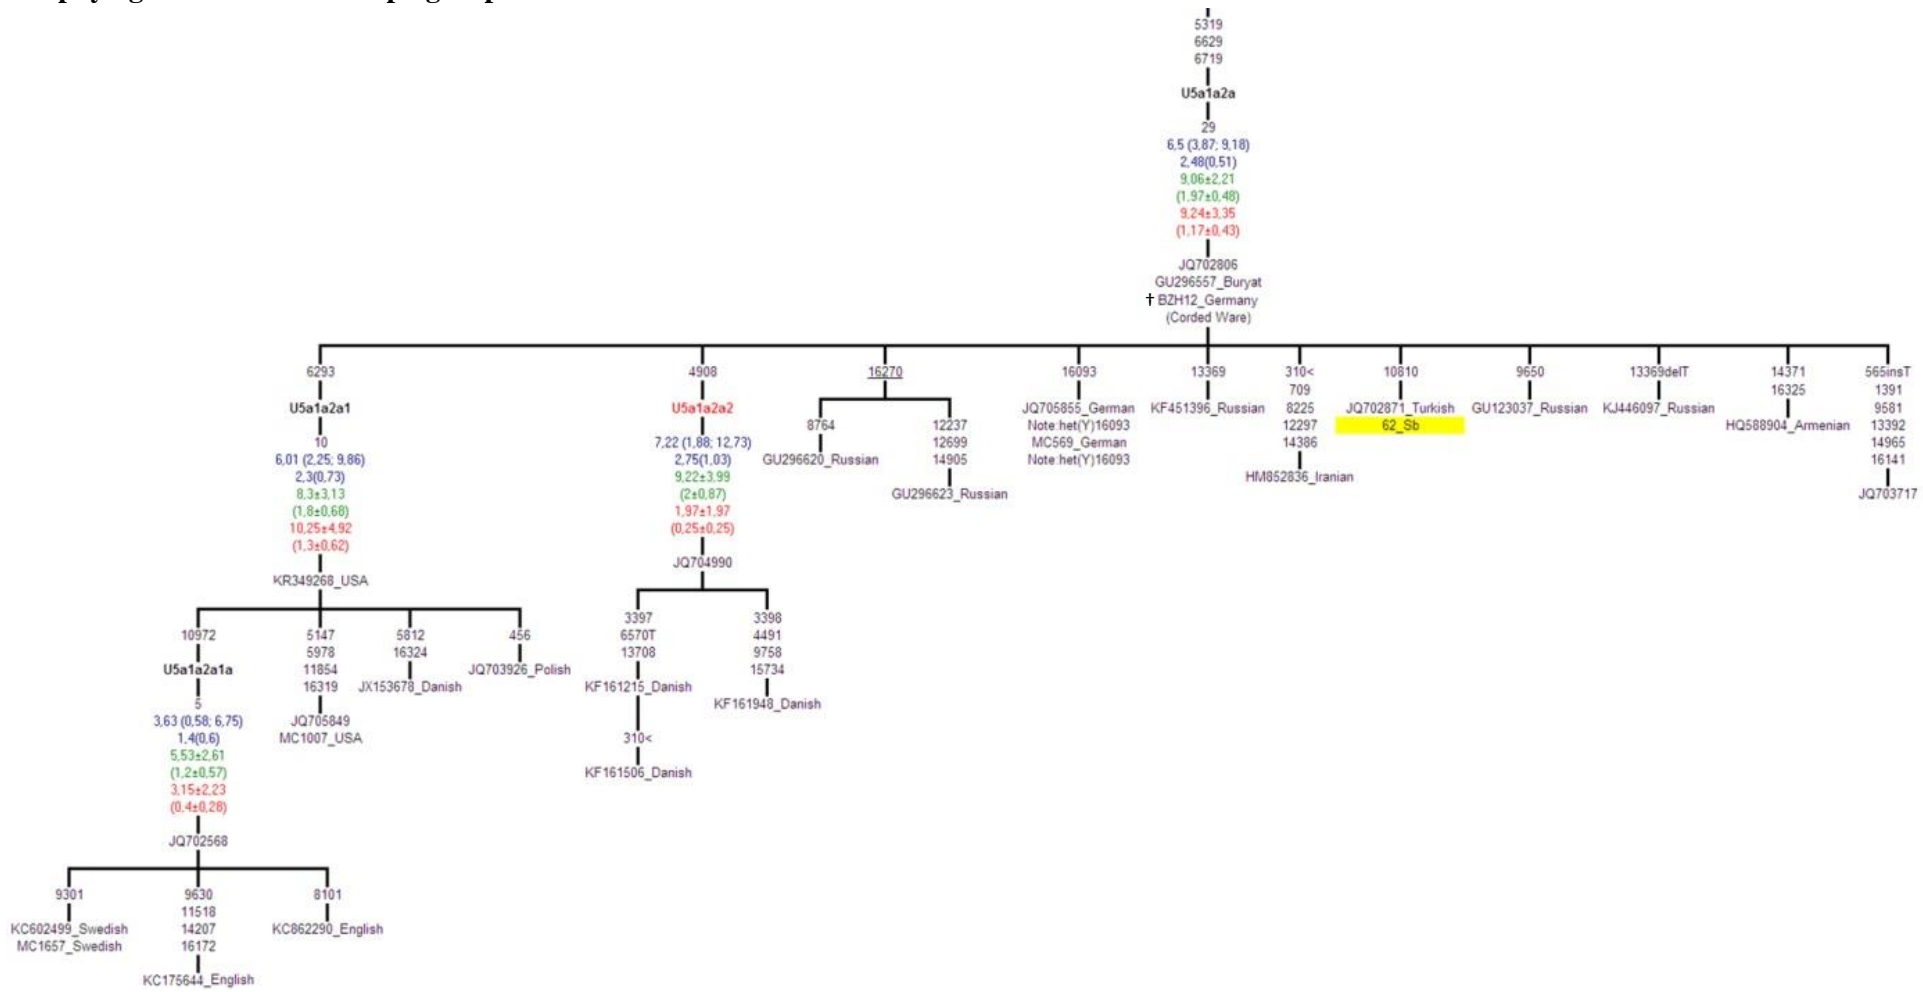 5319
6629
6719
U5a1a2a
29
6,5 (3,87; 9,18)
2,48(0,51)
9,06±2,21
(1,97±0,48)
9,24±3,35
(1,17±0,43)
JQ702806
GU296557_Buryat
† BZH12_Germany
(Corded Ware)
6293
U5a1a2a1
10
6,01 (2,25; 9,86)
2,3(0,73)
8,3±3,13
(1,8±0,68)
10,25±4,92
(1,3±0,62)
KR349268_USA
10972
U5a1a2a1a
5
3,63 (0,58; 6,75)
1,4(0,6)
5,53±2,61
(1,2±0,57)
3,15±2,23
(0,4±0,28)
JQ702568
9301
KC602499_Swedish
MC1657_Swedish
9630
11518
14207
16172
KC175644_English
8101
KC862290_English
5147
5978
11854
16319
JQ705849
MC1007_USA
5812
16324
JX153678_Danish
456
JQ703926_Polish
4908
U5a1a2a2
7,22 (1,88; 12,73)
2,75(1,03)
9,22±3,99
(2±0,87)
1,97±1,97
(0,25±0,25)
JQ704990
3397
6570T
13708
KF161215_Danish
310<
KF161506_Danish
3398
4491
9758
15734
KF161948_Danish
16270
8764
GU296620_Russian
12237
12699
14905
GU296623_Russian
16093
JQ705855_German
Note:het(Y)16093
MC569_German
Note:het(Y)16093
13369
KF451396_Russian
310<
709
8225
12297
14386
HM852836_Iranian
10810
JQ702871_Turkish
62_Sb
9650
GU123037_Russian
13369delT
KJ446097_Russian
14371
16325
HQ588904_Armenian
565insT
1391
9581
13392
14965
16141
JQ703717